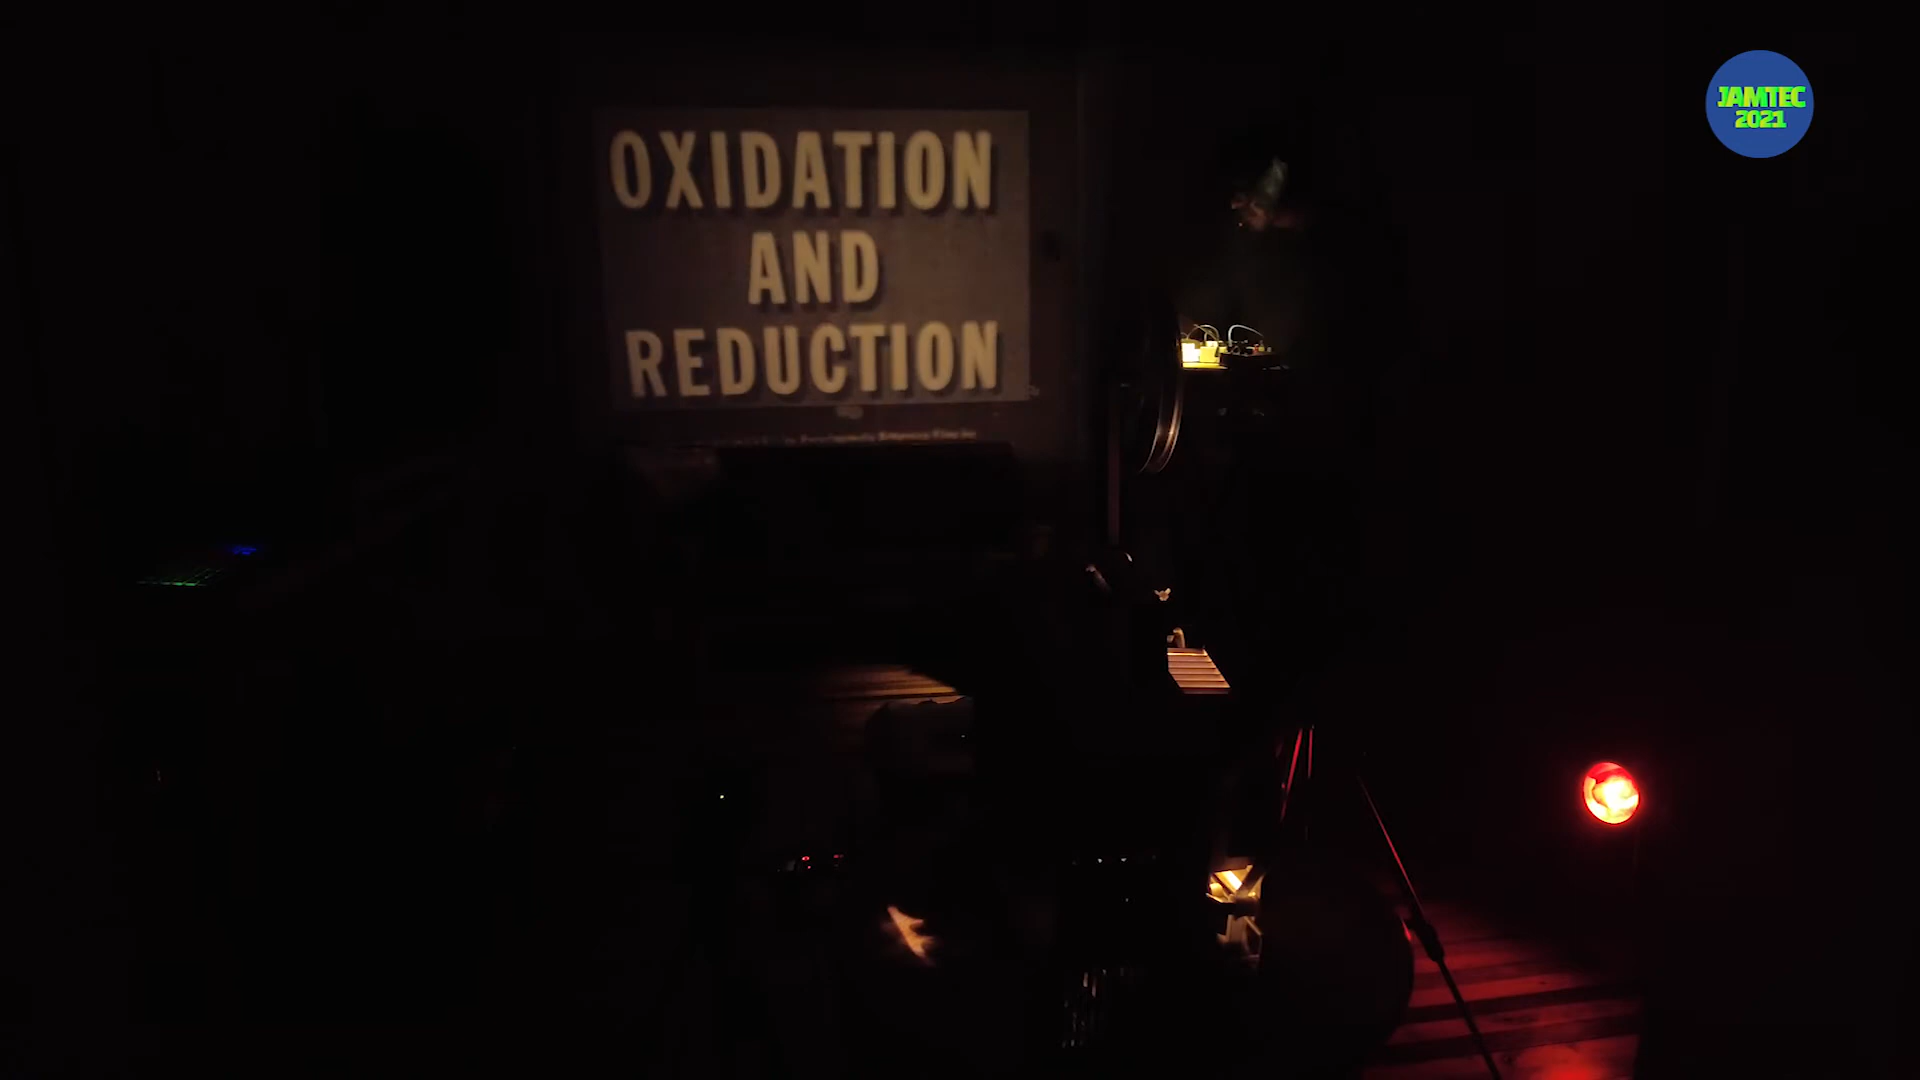 OXIDATION
AND
REDUCTION
JAMTEC
2021